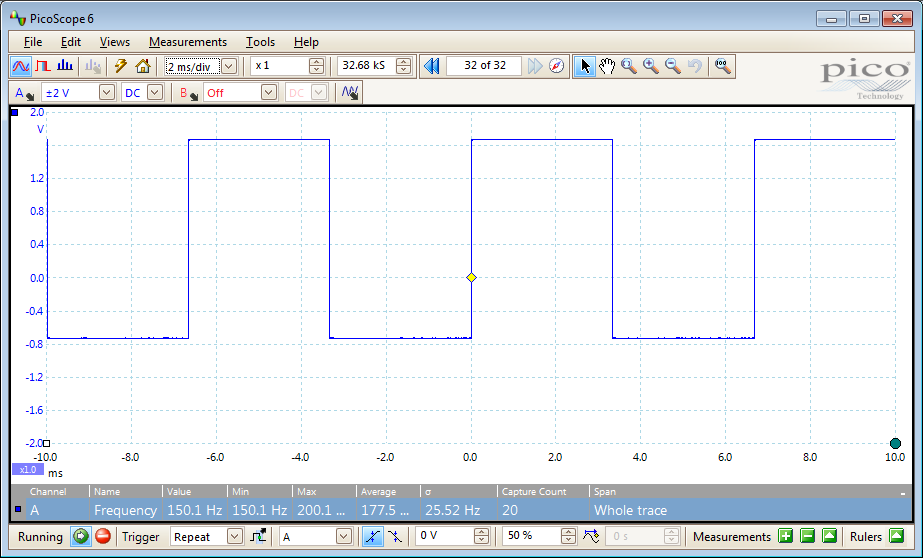 PicoScope 6
File Edit Views Measurements Tools Help
2 ms/div x 1 32.68 kS 32 of 32
pico
Technology
A ±2 V DC B Off DC
2.0
V
1.2
0.8
0.4
0.0
-0.4
-0.8
-1.2
-1.6
-2.0
-10.0 -8.0 -6.0 -4.0 -2.0 0.0 2.0 4.0 6.0 8.0 10.0
x1.0 ms
Channel Name Value Min Max Average σ Capture Count Span
A Frequency 150.1 Hz 150.1 Hz 200.1 ... 177.5 ... 25.52 Hz 20 Whole trace
Running Trigger Repeat A 0 V 50 % 0 s Measurements Rulers